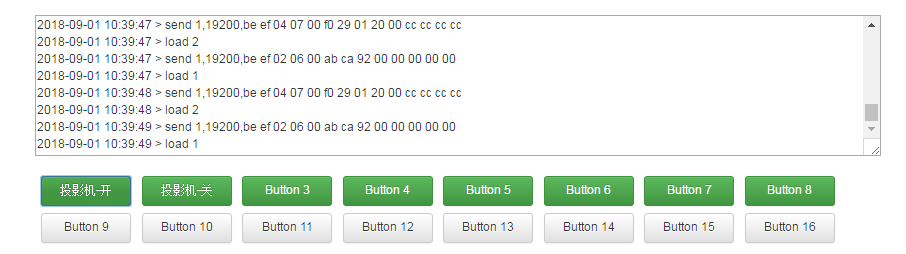 2018-09-01 10:39:47 > send 1,19200,be ef 04 07 00 f0 29 01 20 00 cc cc cc cc
2018-09-01 10:39:47 > load 2
2018-09-01 10:39:47 > send 1,19200,be ef 02 06 00 ab ca 92 00 00 00 00 00
2018-09-01 10:39:47 > load 1
2018-09-01 10:39:48 > send 1,19200,be ef 04 07 00 f0 29 01 20 00 cc cc cc cc
2018-09-01 10:39:48 > load 2
2018-09-01 10:39:49 > send 1,19200,be ef 02 06 00 ab ca 92 00 00 00 00 00
2018-09-01 10:39:49 > load 1
投影机-开 投影机-关 Button 3 Button 4 Button 5 Button 6 Button 7 Button 8
Button 9 Button 10 Button 11 Button 12 Button 13 Button 14 Button 15 Button 16